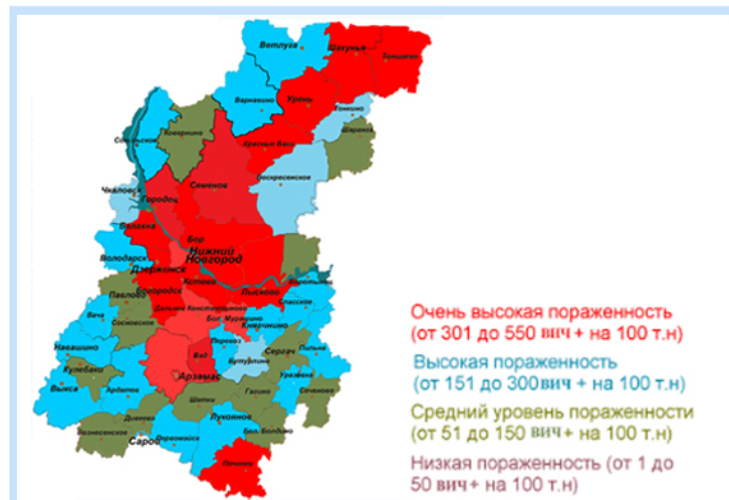 Ветлуга
Шахунья
Тоншаево
Варнавино
Урень
Тонкино
Шаранга
Ковернино
Сокольское
Красные Баки
Воскресенское
Семенов
Чкаловск
Городец
Балахна
Бор
Нижний
Новгород
Володарск
Дзержинск
Кстово
Воротынец
Богородск
Лысково
Павлово
Дальнее Константиново
Спасское
Бол. Мурашкино
Княгинино
Вача
Сосновское
Перевоз
Навашино
Вад
Бутурлино
Сергач
Пильна
Кулебаки
Арзамас
Уразовка
Выкса
Ардатов
Шатки
Гагино
Сеченово
Дивеево
Лукоянов
Вознесенское
Бол. Болдино
Саров
Первомайск
Починки
Очень высокая пораженность
(от 301 до 550 вич + на 100 т.н)
Высокая пораженность
(от 151 до 300 вич + на 100 т.н)
Средний уровень пораженности
(от 51 до 150 вич + на 100 т.н)
Низкая пораженность (от 1 до
50 вич + на 100 т.н)